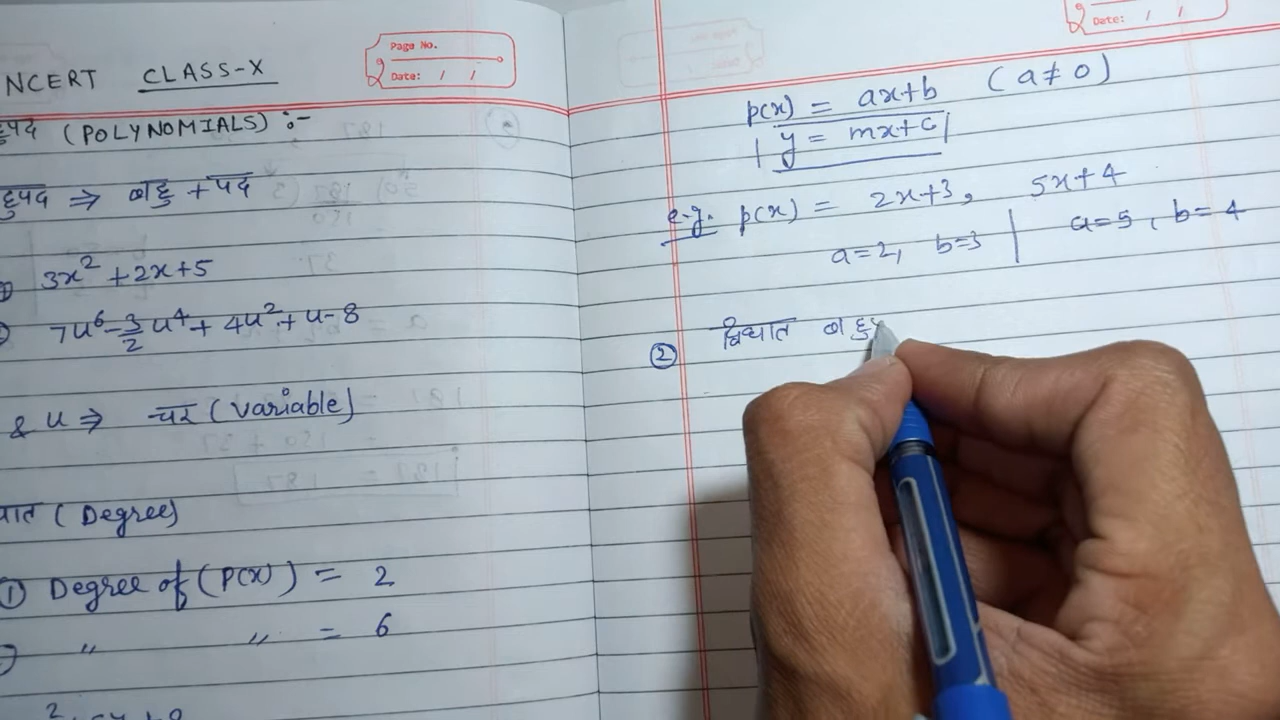 NCERT CLASS-X
Page No.
Date: / /
(POLYNOMIALS) :-
⇒ बहु + पद
3x² + 2x + 5
7u⁶ - 3/2 u⁴ + 4u² + u - 8
& u ⇒ चर (Variable)
(Degree)
① Degree of (P(x)) = 2
〃 〃 = 6
Date: / /
p(x) = ax+b (a ≠ 0)
y = mx+c
e.g. p(x) = 2x+3, 5x+4
a=2, b=3 | a=5, b=4
② द्विघात